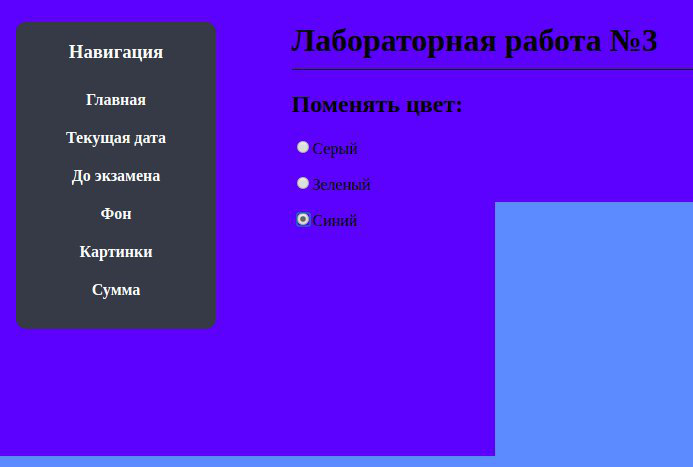 Навигация
Главная
Текущая дата
До экзамена
Фон
Картинки
Сумма
Лабораторная работа №3
Поменять цвет:
Серый
Зеленый
Синий